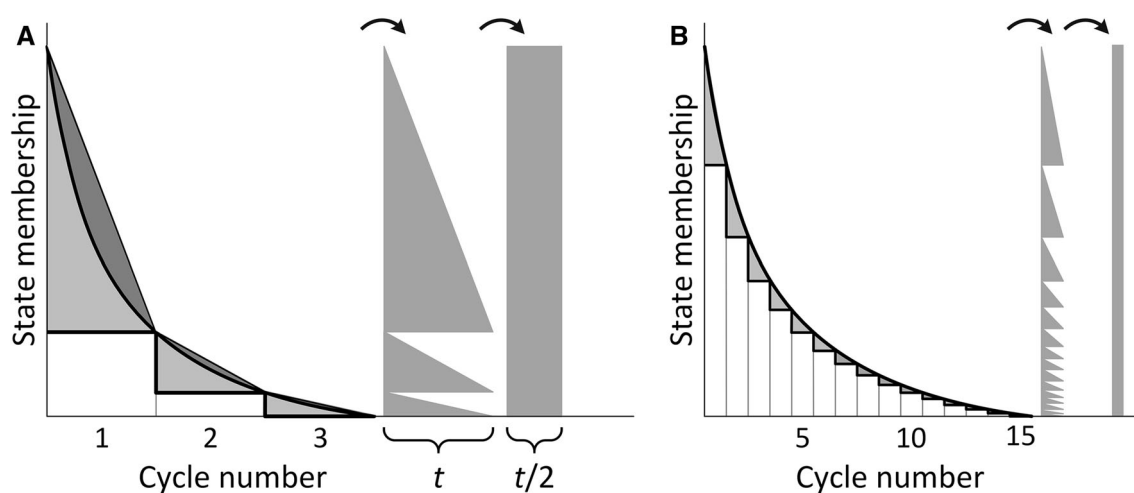 A
State membership
1 2 3
Cycle number
t
t/2
B
State membership
5 10 15
Cycle number